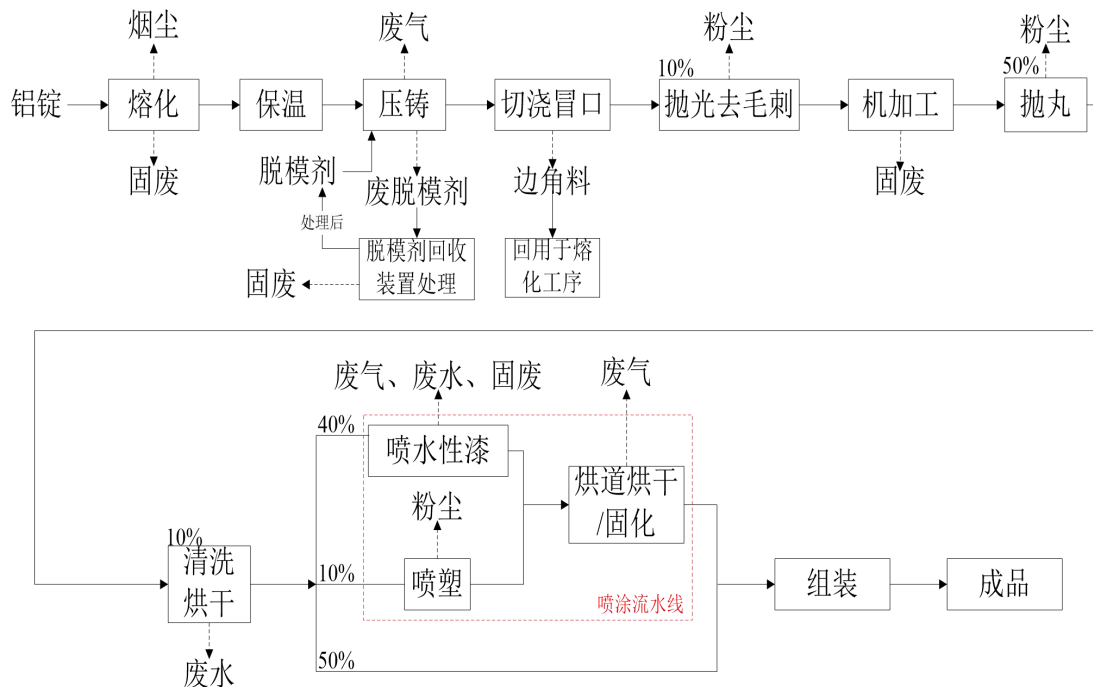 烟尘
废气
粉尘
粉尘
10%
50%
铝锭
熔化
保温
压铸
切浇冒口
抛光去毛刺
机加工
抛丸
固废
脱模剂
废脱模剂
边角料
固废
处理后
脱模剂回收
装置处理
回用于熔
化工序
固废
废气、废水、固废
废气
40%
喷水性漆
烘道烘干
/固化
粉尘
10%
清洗
烘干
10%
喷塑
组装
成品
喷涂流水线
50%
废水